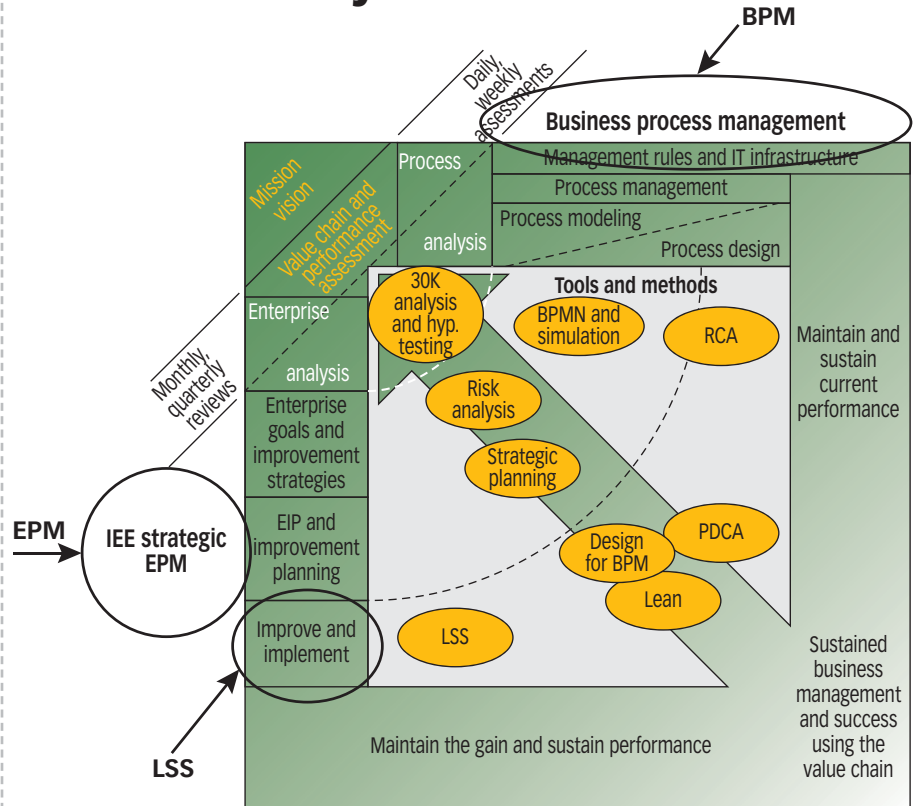 BPM
Daily,
weekly
assessments
Business process management
Management rules and IT infrastructure
Process
analysis
Process management
Process modeling
Process design
Mission
vision
Value chain and
performance
assessment
Tools and methods
30K
analysis
and hyp.
testing
BPMN and
simulation
RCA
Enterprise
analysis
Maintain and
sustain
current
performance
Monthly,
quarterly
reviews
Risk
analysis
Enterprise
goals and
improvement
strategies
Strategic
planning
EPM
IEE strategic
EPM
EIP and
improvement
planning
Design
for BPM
PDCA
Lean
Improve and
implement
LSS
LSS
Sustained
business
management
and success
using the
value chain
Maintain the gain and sustain performance